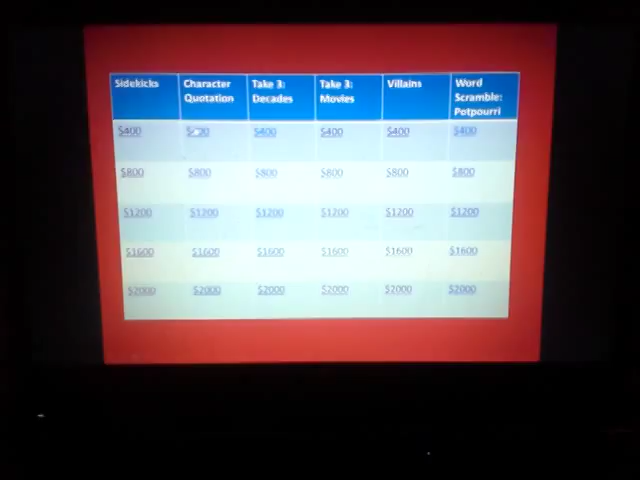 Sidekicks Character Quotation Take 3: Decades Take 3: Movies Villains Word Scramble: Potpourri
$400 $400 $400 $400 $400 $400
$800 $800 $800 $800 $800 $800
$1200 $1200 $1200 $1200 $1200 $1200
$1600 $1600 $1600 $1600 $1600 $1600
$2000 $2000 $2000 $2000 $2000 $2000